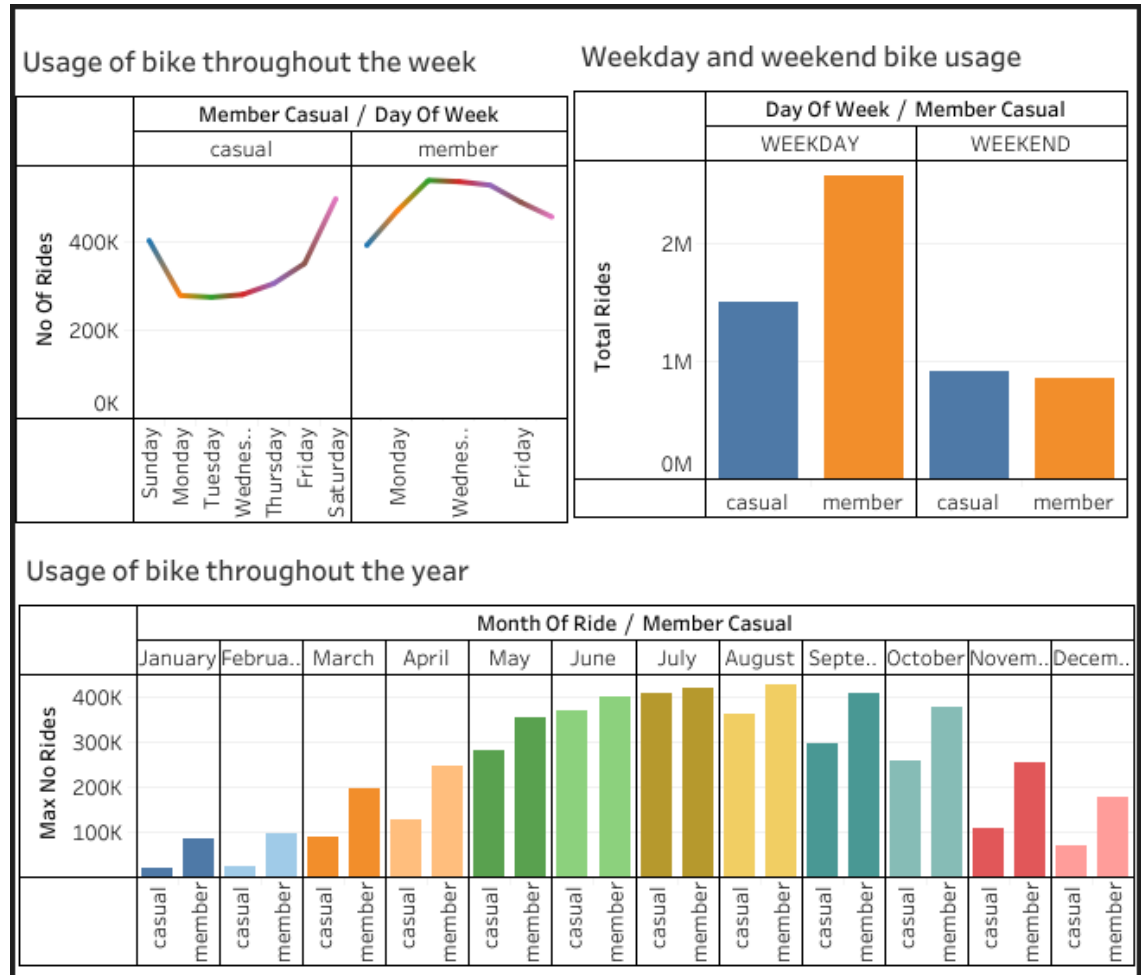 Usage of bike throughout the week
Member Casual / Day Of Week
casual member
No Of Rides
400K
200K
0K
Sunday
Monday
Tuesday
Wednes..
Thursday
Friday
Saturday
Monday
Wednes..
Friday
Weekday and weekend bike usage
Day Of Week / Member Casual
WEEKDAY WEEKEND
Total Rides
2M
1M
0M
casual member casual member
Usage of bike throughout the year
Month Of Ride / Member Casual
January Februa.. March April May June July August Septe.. October Novem.. Decem..
Max No Rides
400K
300K
200K
100K
casual
member
casual
member
casual
member
casual
member
casual
member
casual
member
casual
member
casual
member
casual
member
casual
member
casual
member
casual
member